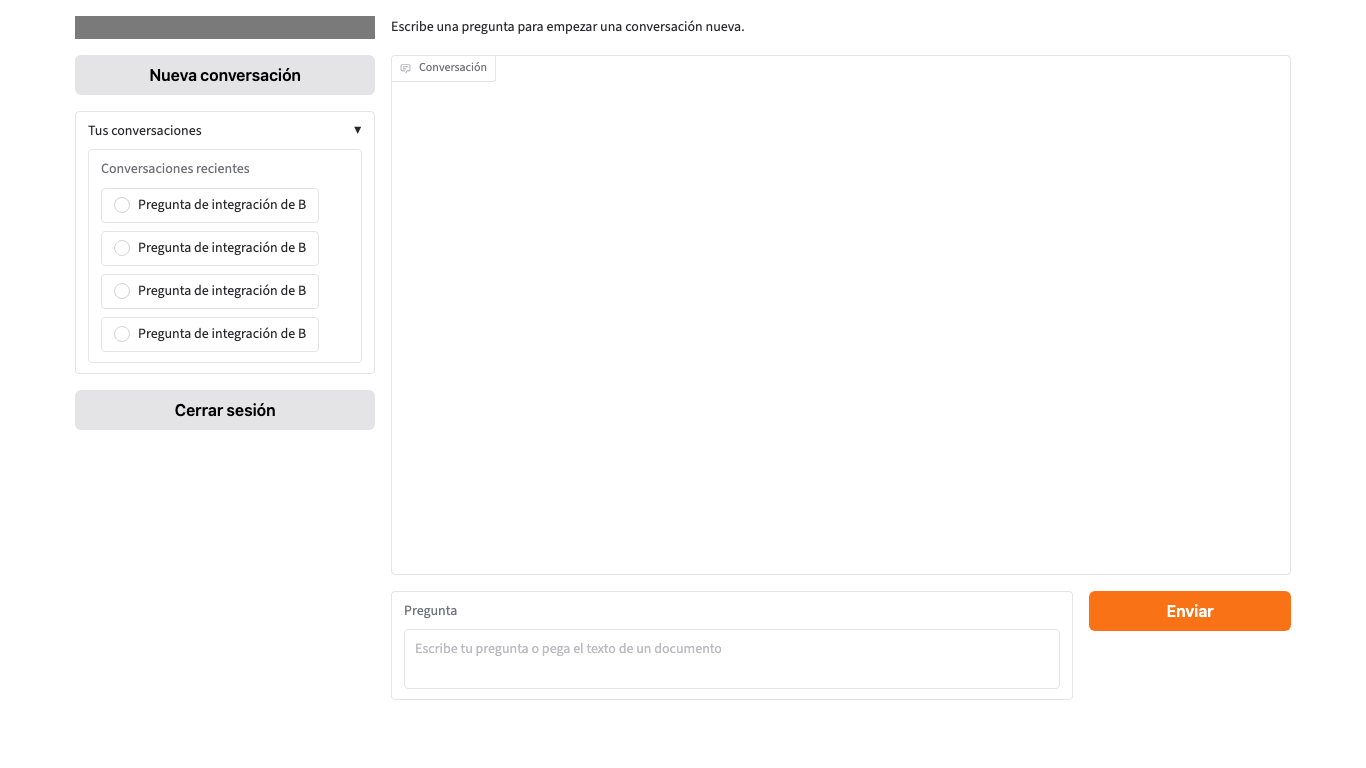 Escribe una pregunta para empezar una conversación nueva.
Nueva conversación
Tus conversaciones ▼
Conversaciones recientes
Pregunta de integración de B
Pregunta de integración de B
Pregunta de integración de B
Pregunta de integración de B
Cerrar sesión
Conversación
Pregunta
Escribe tu pregunta o pega el texto de un documento
Enviar